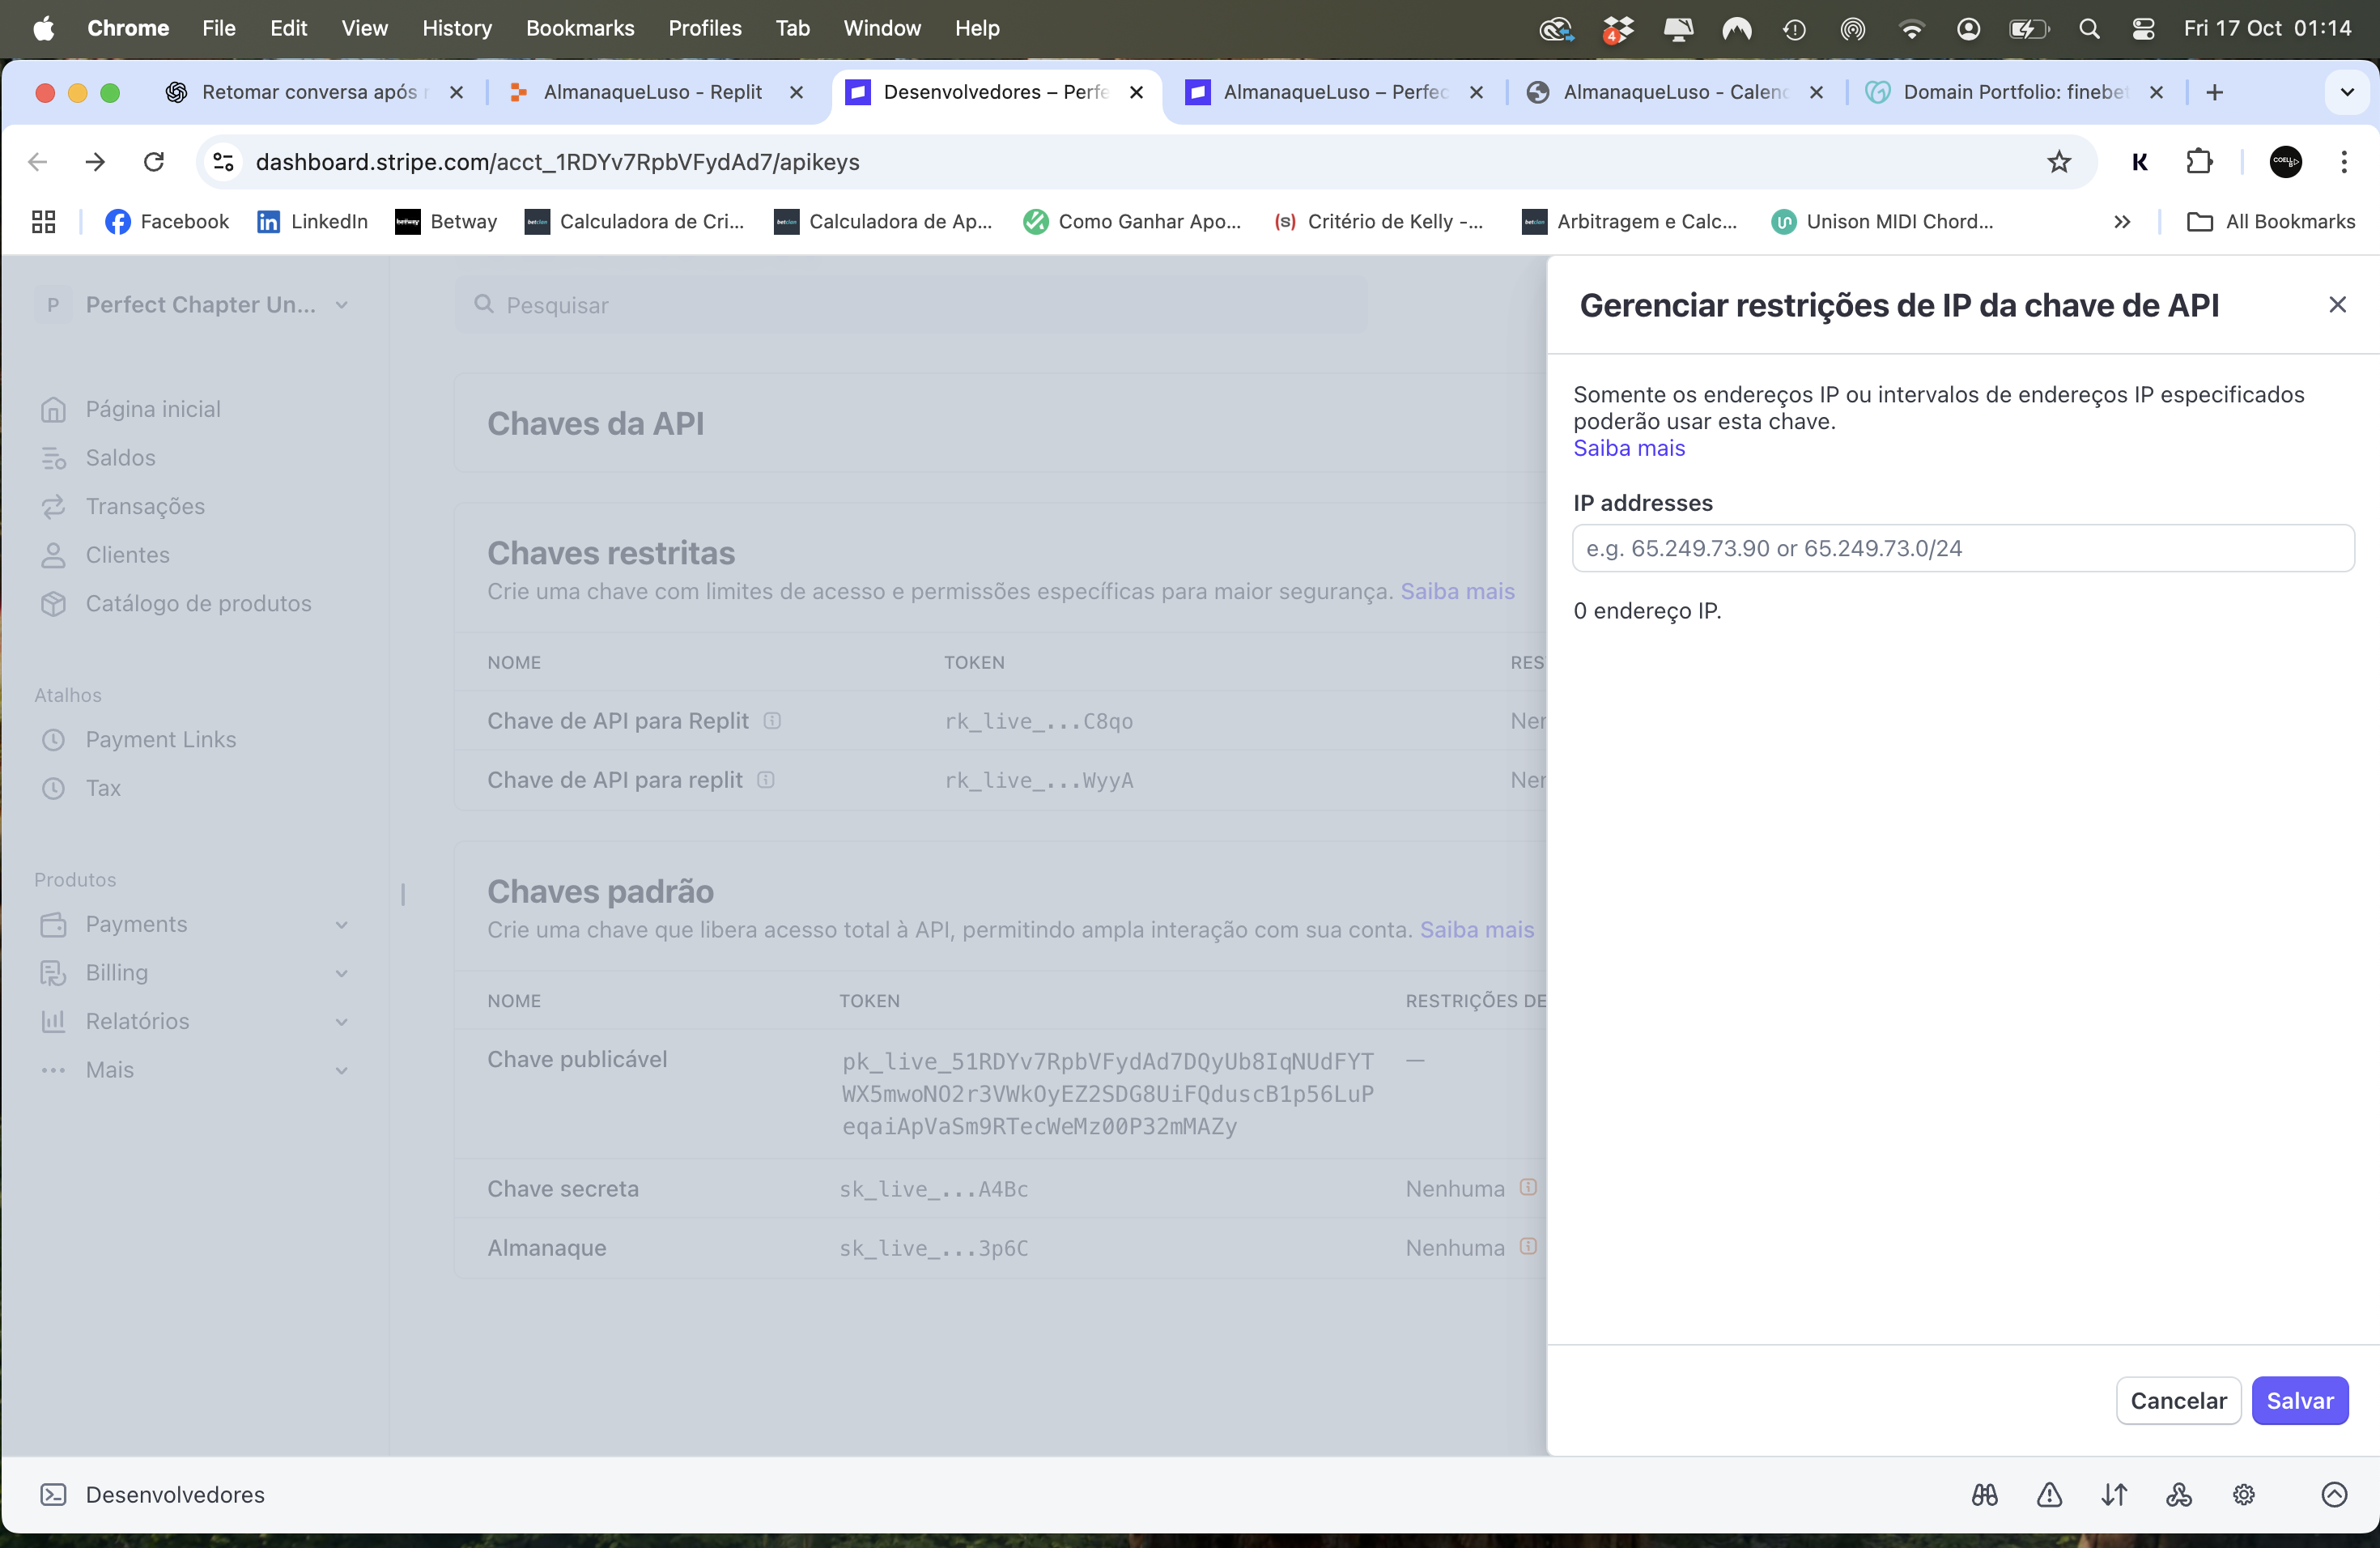 Chrome File Edit View History Bookmarks Profiles Tab Window Help 4 Fri 17 Oct 01:14
Retomar conversa após AlmanaqueLuso - Replit Desenvolvedores – Perfe AlmanaqueLuso – Perfec AlmanaqueLuso - Calenc Domain Portfolio: finebet
dashboard.stripe.com/acct_1RDYv7RpbVFydAd7/apikeys K
Facebook LinkedIn Betway Calculadora de Cri... Calculadora de Ap... Como Ganhar Apo... Critério de Kelly -... Arbitragem e Calc... Unison MIDI Chord... All Bookmarks
P Perfect Chapter Un...
Página inicial
Saldos
Transações
Clientes
Catálogo de produtos
Atalhos
Payment Links
Tax
Produtos
Payments
Billing
Relatórios
Mais
Pesquisar
Chaves da API
Chaves restritas
Crie uma chave com limites de acesso e permissões específicas para maior segurança. Saiba mais
NOME TOKEN RES
Chave de API para Replit rk_live_...C8qo Ner
Chave de API para replit rk_live_...WyyA Ner
Chaves padrão
Crie uma chave que libera acesso total à API, permitindo ampla interação com sua conta. Saiba mais
NOME TOKEN RESTRIÇÕES DE
Chave publicável pk_live_51RDYv7RpbVFydAd7DQyUb8IqNUdFYT —
WX5mwoNO2r3VWkOyEZ2SDG8UiFQduscB1p56LuP
eqaiApVaSm9RTecWeMz00P32mMAZy
Chave secreta sk_live_...A4Bc Nenhuma
Almanaque sk_live_...3p6C Nenhuma
Gerenciar restrições de IP da chave de API
Somente os endereços IP ou intervalos de endereços IP especificados
poderão usar esta chave.
Saiba mais
IP addresses
e.g. 65.249.73.90 or 65.249.73.0/24
0 endereço IP.
Cancelar Salvar
Desenvolvedores